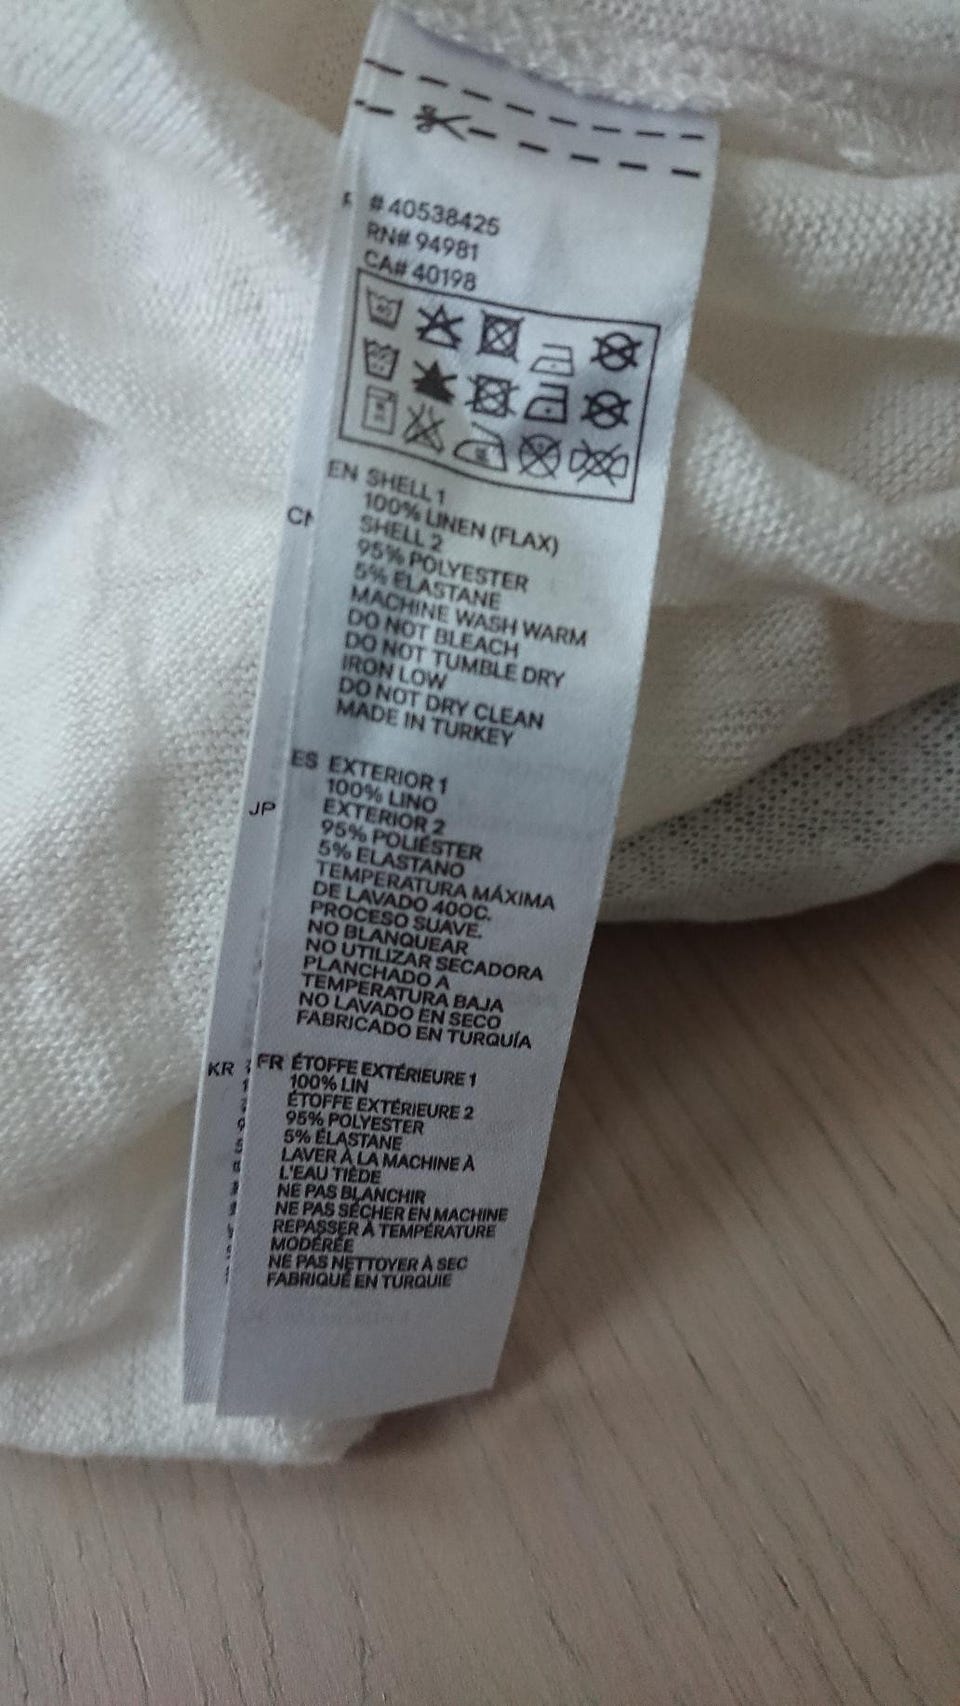 # 40538425
RN# 94981
CA# 40198
EN SHELL 1
100% LINEN (FLAX)
SHELL 2
95% POLYESTER
5% ELASTANE
MACHINE WASH WARM
DO NOT BLEACH
DO NOT TUMBLE DRY
IRON LOW
DO NOT DRY CLEAN
MADE IN TURKEY
ES EXTERIOR 1
100% LINO
EXTERIOR 2
95% POLIÉSTER
5% ELASTANO
TEMPERATURA MÁXIMA
DE LAVADO 40OC.
PROCESO SUAVE.
NO BLANQUEAR
NO UTILIZAR SECADORA
PLANCHADO A
TEMPERATURA BAJA
NO LAVADO EN SECO
FABRICADO EN TURQUÍA
FR ÉTOFFE EXTÉRIEURE 1
100% LIN
ÉTOFFE EXTÉRIEURE 2
95% POLYESTER
5% ÉLASTANE
LAVER À LA MACHINE À
L'EAU TIÈDE
NE PAS BLANCHIR
NE PAS SÉCHER EN MACHINE
REPASSER À TEMPÉRATURE
MODÉRÉE
NE PAS NETTOYER À SEC
FABRIQUÉ EN TURQUIE
CN
JP
KR